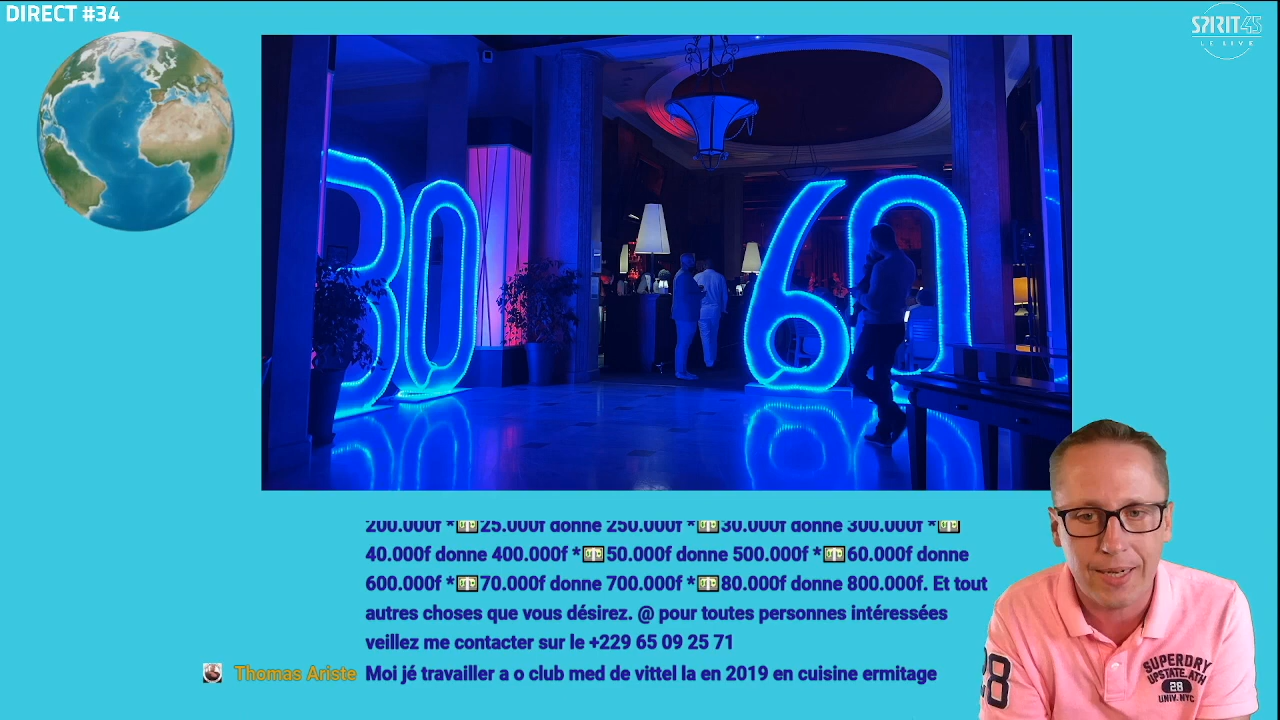 DIRECT #34
SPIRIT45
LE LIVE
30
60
200.000f *💵25.000f donne 250.000f *💵30.000f donne 300.000f *💵
40.000f donne 400.000f *💵50.000f donne 500.000f *💵60.000f donne
600.000f *💵70.000f donne 700.000f *💵80.000f donne 800.000f. Et tout
autres choses que vous désirez. @ pour toutes personnes intéressées
veillez me contacter sur le +229 65 09 25 71
Thomas Ariste Moi jé travailler a o club med de vittel la en 2019 en cuisine ermitage
28
SUPERDRY
UPSTATE.ATH
28
UNIV. NYC